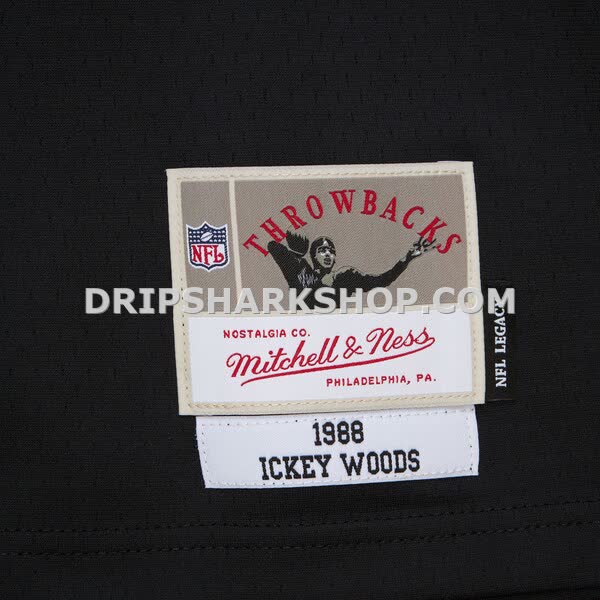 THROWBACKS
NFL
DRIPSHARKSHOP.COM
NOSTALGIA CO.
Mitchell & Ness
PHILADELPHIA, PA.
NFL LEGACY
1988
ICKEY WOODS